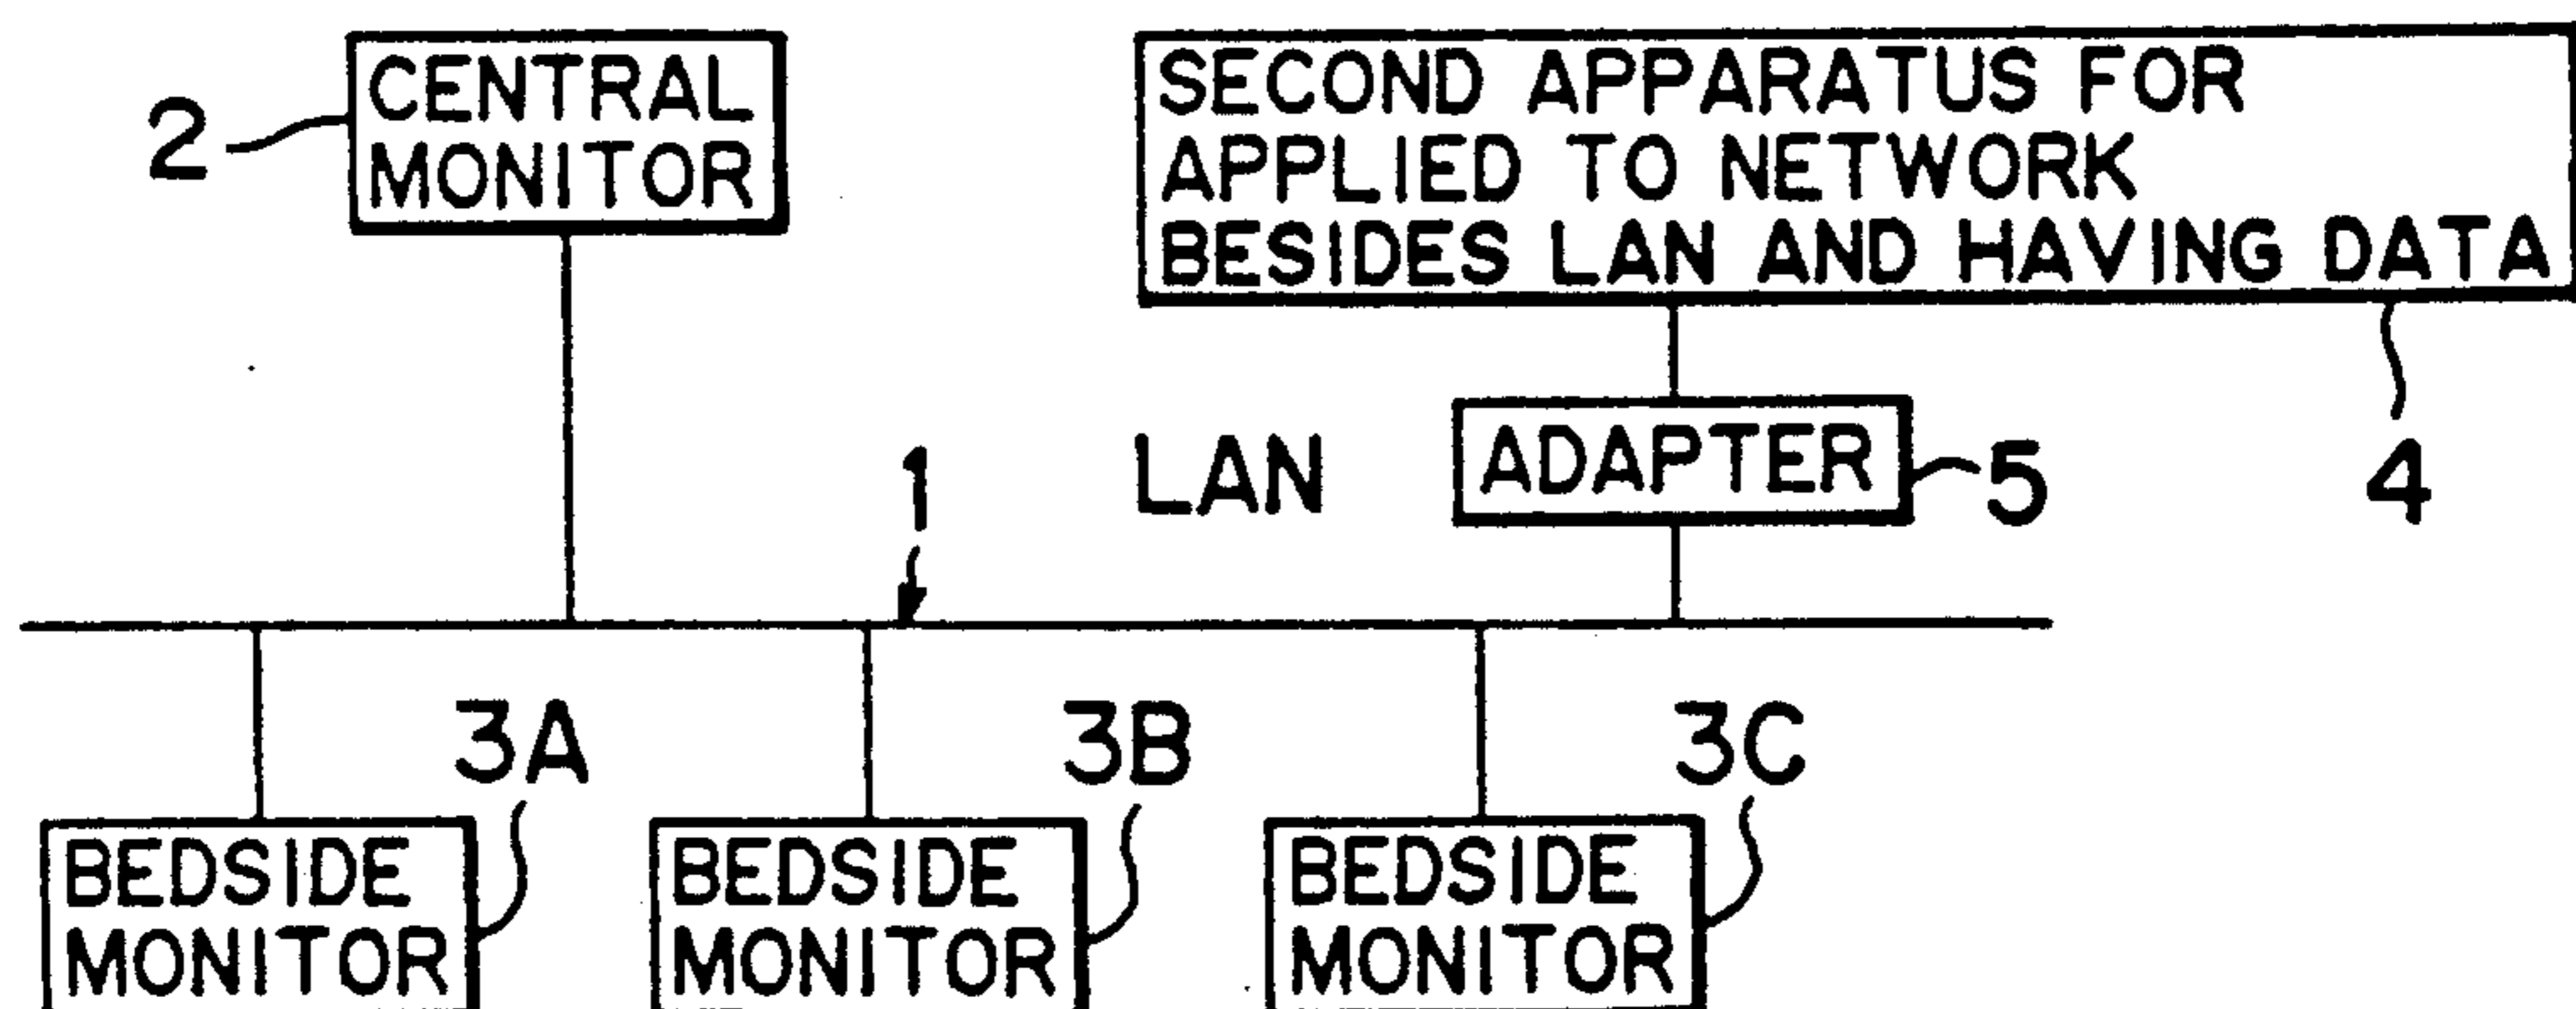 CENTRAL
MONITOR
2
SECOND APPARATUS FOR
APPLIED TO NETWORK
BESIDES LAN AND HAVING DATA
4
1
LAN
ADAPTER
5
3A
3B
3C
BEDSIDE
MONITOR
BEDSIDE
MONITOR
BEDSIDE
MONITOR